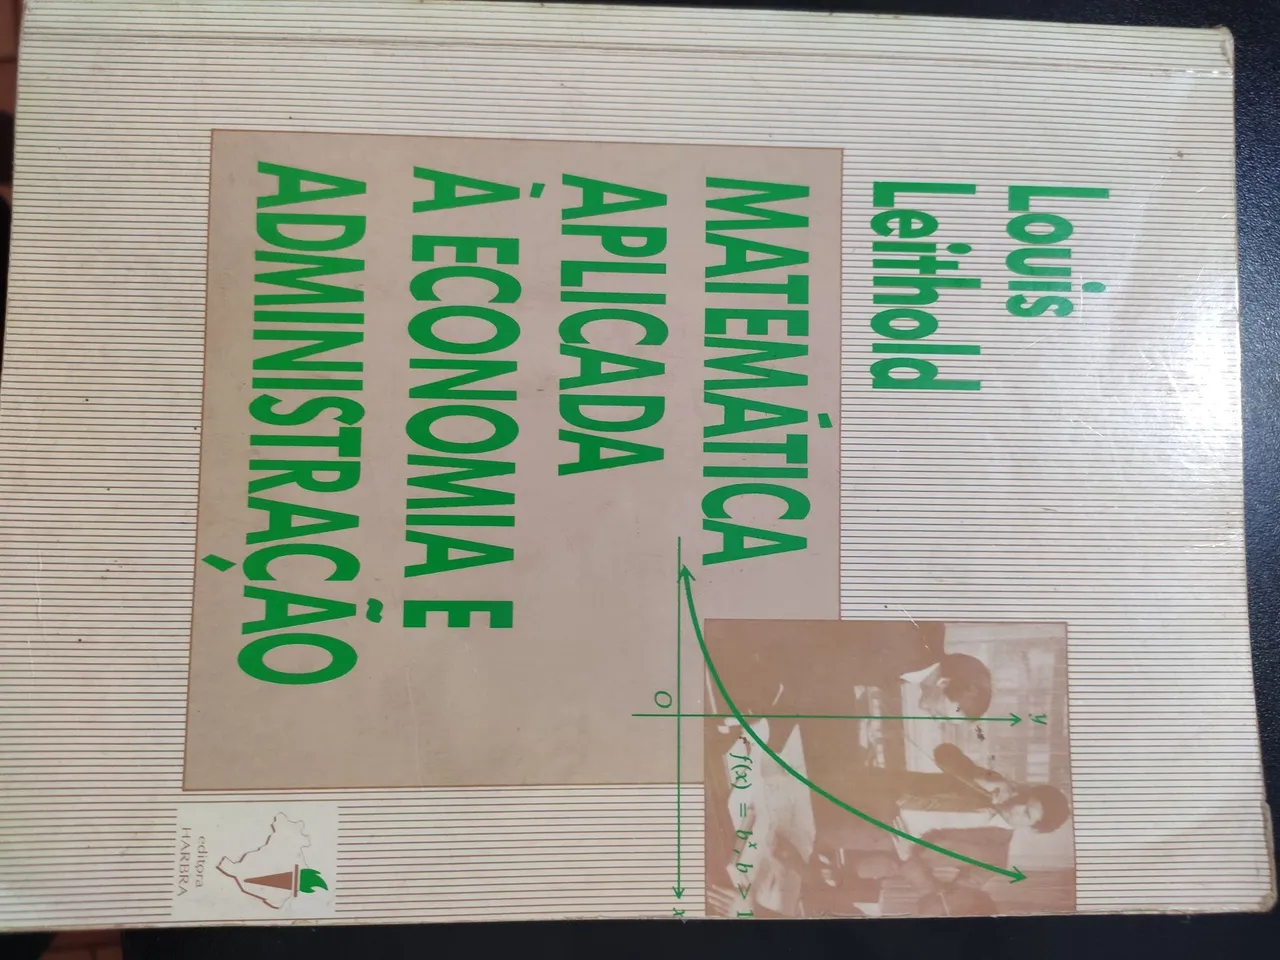 Louis
Leithold
MATEMÁTICA
APLICADA
À ECONOMIA E
ADMINISTRAÇÃO
y
f(x) = bˣ, b > 1
O
x
editora
HARBRA